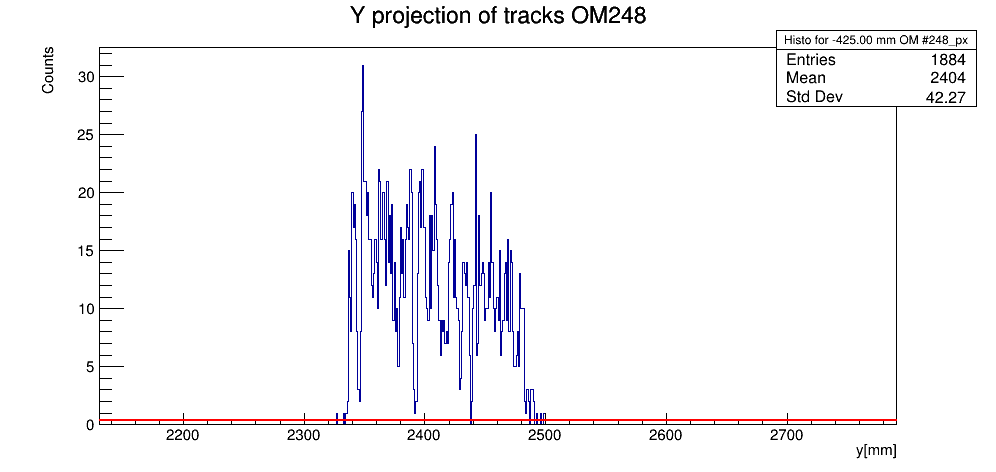 Y projection of tracks OM248
Histo for -425.00 mm OM #248_px
Entries 1884
Mean 2404
Std Dev 42.27
Counts
30
25
20
15
10
5
0
2200 2300 2400 2500 2600 2700
y[mm]